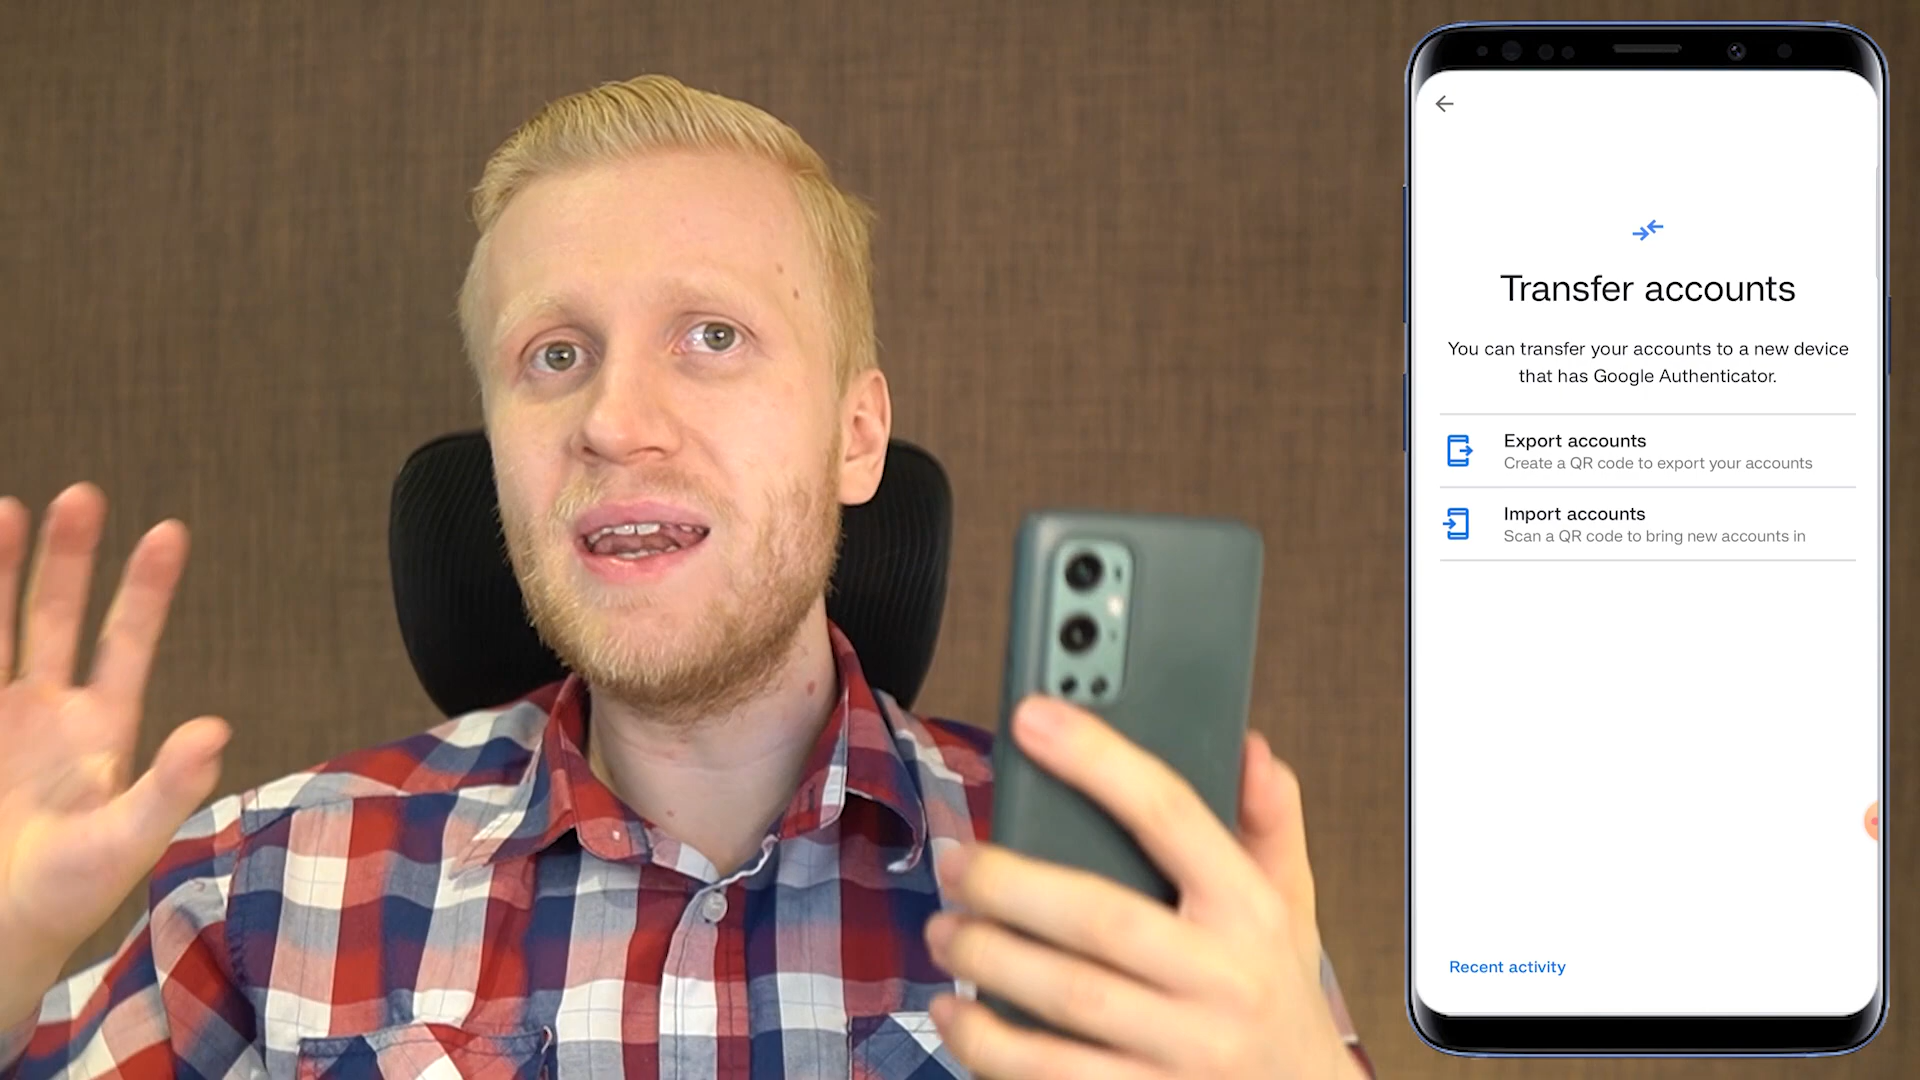 Transfer accounts
You can transfer your accounts to a new device
that has Google Authenticator.
Export accounts
Create a QR code to export your accounts
Import accounts
Scan a QR code to bring new accounts in
Recent activity